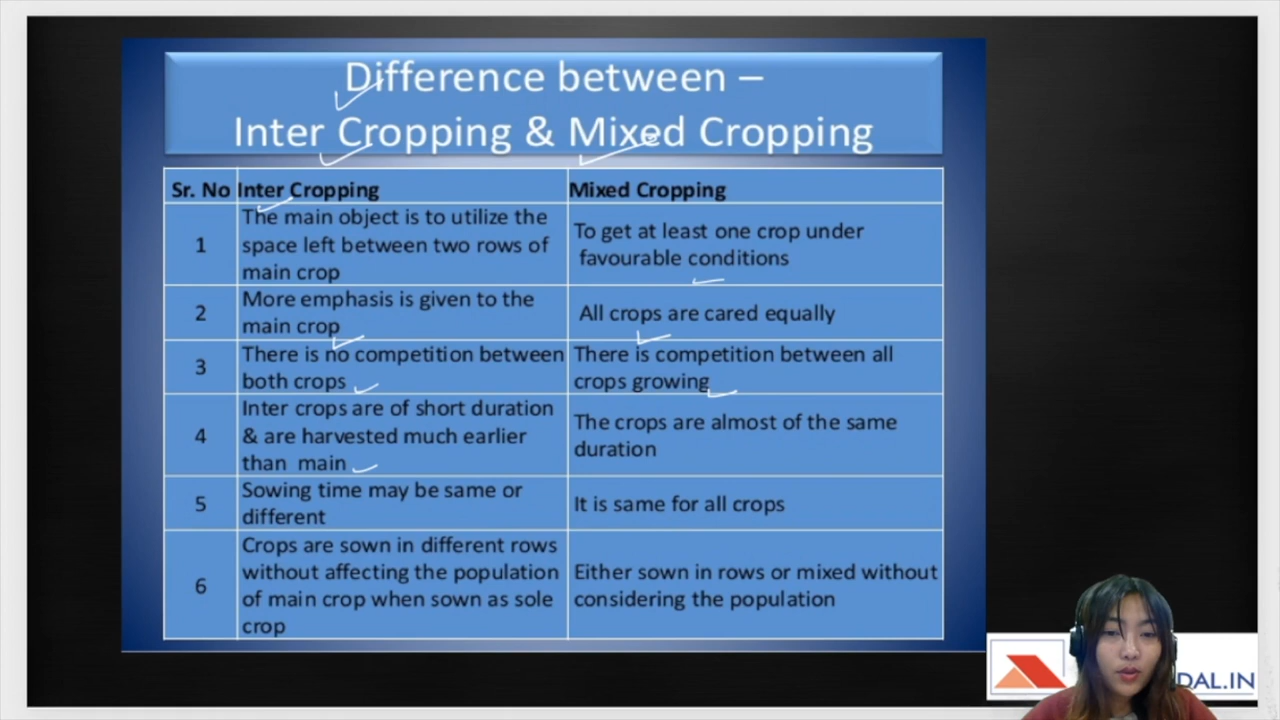 Difference between –
Inter Cropping & Mixed Cropping
Sr. No Inter Cropping Mixed Cropping
1
The main object is to utilize the
space left between two rows of
main crop
To get at least one crop under
favourable conditions
2
More emphasis is given to the
main crop
All crops are cared equally
3
There is no competition between
both crops
There is competition between all
crops growing
4
Inter crops are of short duration
& are harvested much earlier
than main
The crops are almost of the same
duration
5
Sowing time may be same or
different
It is same for all crops
6
Crops are sown in different rows
without affecting the population
of main crop when sown as sole
crop
Either sown in rows or mixed without
considering the population
DAL.IN